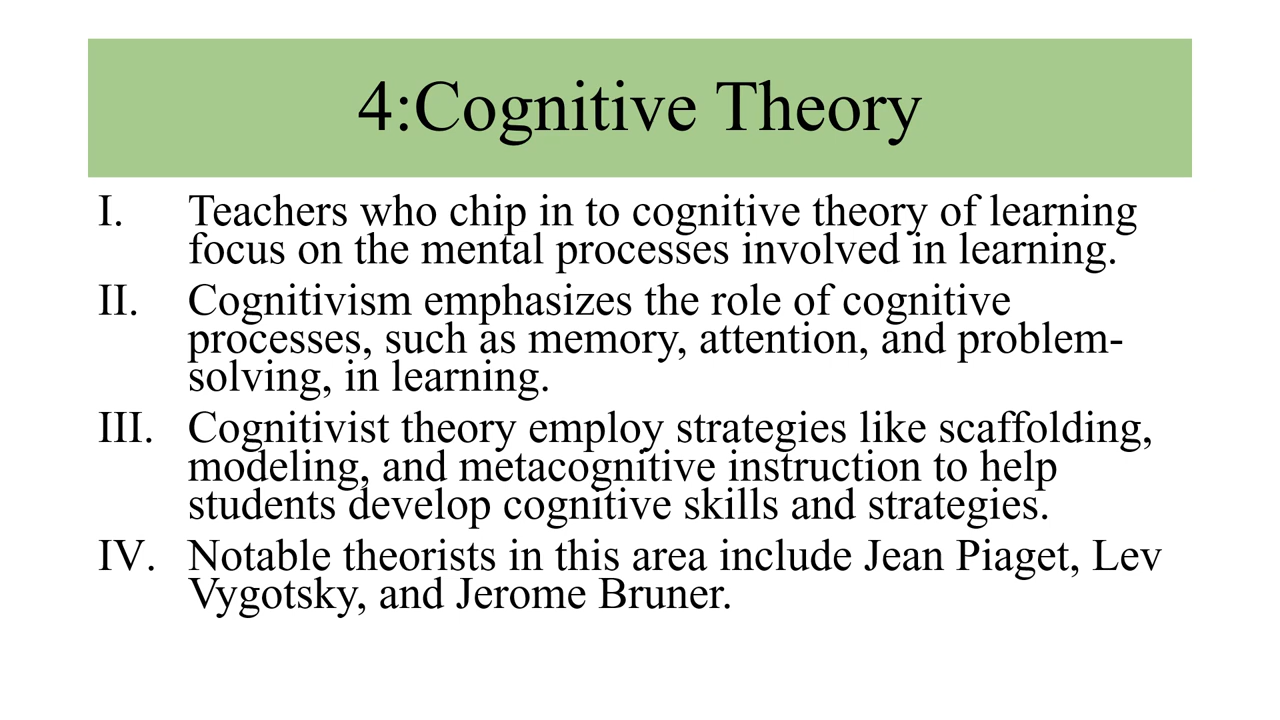 4:Cognitive Theory
I. Teachers who chip in to cognitive theory of learning
focus on the mental processes involved in learning.
II. Cognitivism emphasizes the role of cognitive
processes, such as memory, attention, and problem-
solving, in learning.
III. Cognitivist theory employ strategies like scaffolding,
modeling, and metacognitive instruction to help
students develop cognitive skills and strategies.
IV. Notable theorists in this area include Jean Piaget, Lev
Vygotsky, and Jerome Bruner.